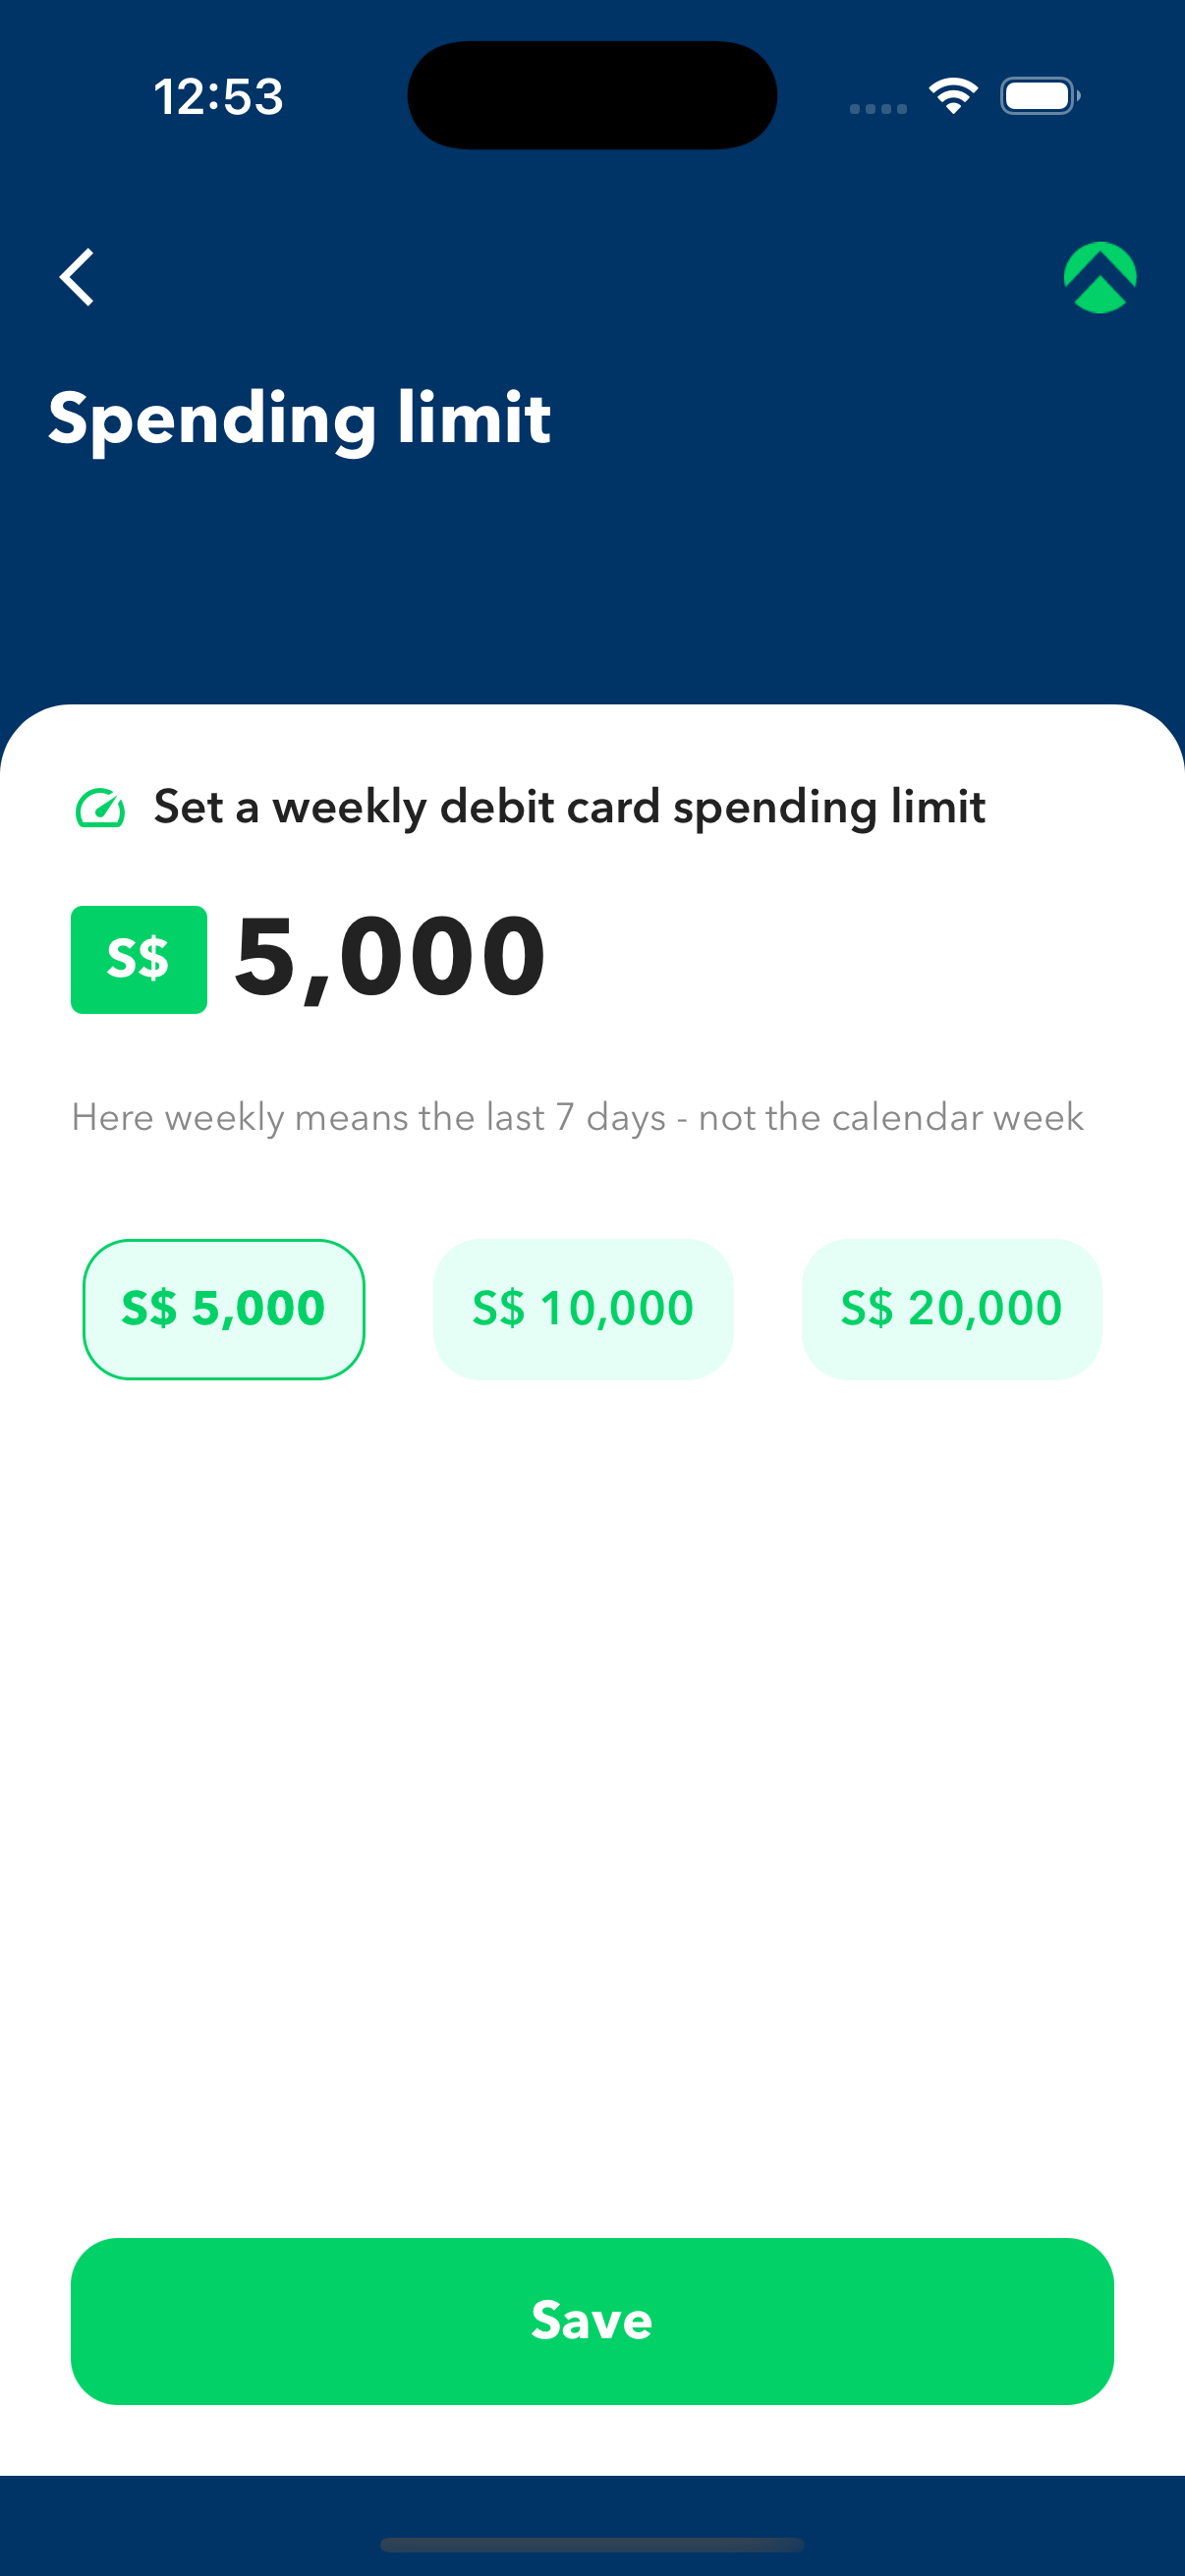 12:53
Spending limit
Set a weekly debit card spending limit
S$ 5,000
Here weekly means the last 7 days - not the calendar week
S$ 5,000 S$ 10,000 S$ 20,000
Save